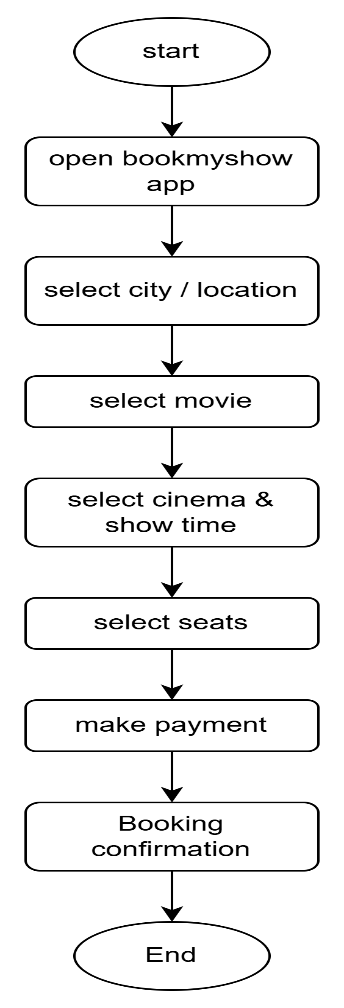 start
open bookmyshow
app
select city / location
select movie
select cinema &
show time
select seats
make payment
Booking
confirmation
End